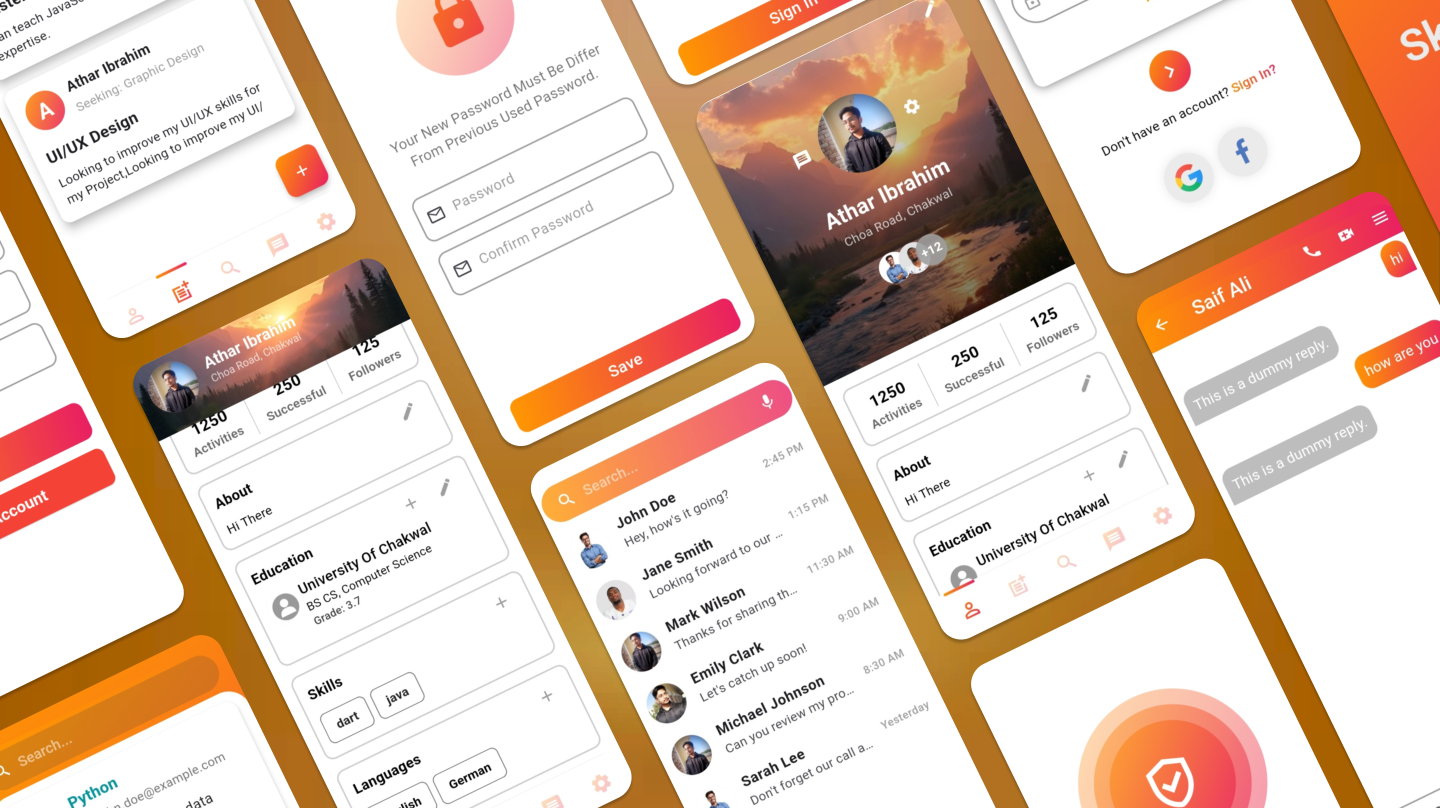 an teach JavaSc
expertise.
A
Athar Ibrahim
Seeking: Graphic Design
UI/UX Design
Looking to improve my UI/UX skills for
my Project,Looking to improve my UI/
+
ccount
Search...
Python
doe@example.com
data
Athar Ibrahim
Choa Road, Chakwal
1250
Activities
250
Successful
125
Followers
About
Hi There
Education
University Of Chakwal
BS CS, Computer Science
Grade: 3.7
Skills
dart
java
Languages
lish
German
Your New Password Must Be Differ
From Previous Used Password.
Password
Confirm Password
Save
Search...
John Doe
Hey, how's it going?
2:45 PM
Jane Smith
Looking forward to our ...
1:15 PM
Mark Wilson
Thanks for sharing th...
11:30 AM
Emily Clark
Let's catch up soon!
9:00 AM
Michael Johnson
Can you review my pro...
8:30 AM
Sarah Lee
Don't forget our call a...
Yesterday
Sign In
Athar Ibrahim
Choa Road, Chakwal
+12
1250
Activities
250
Successful
125
Followers
About
Hi There
Education
University Of Chakwal
Don't have an account? Sign In?
Saif Ali
hi
This is a dummy reply.
how are you
This is a dummy reply.
Sk